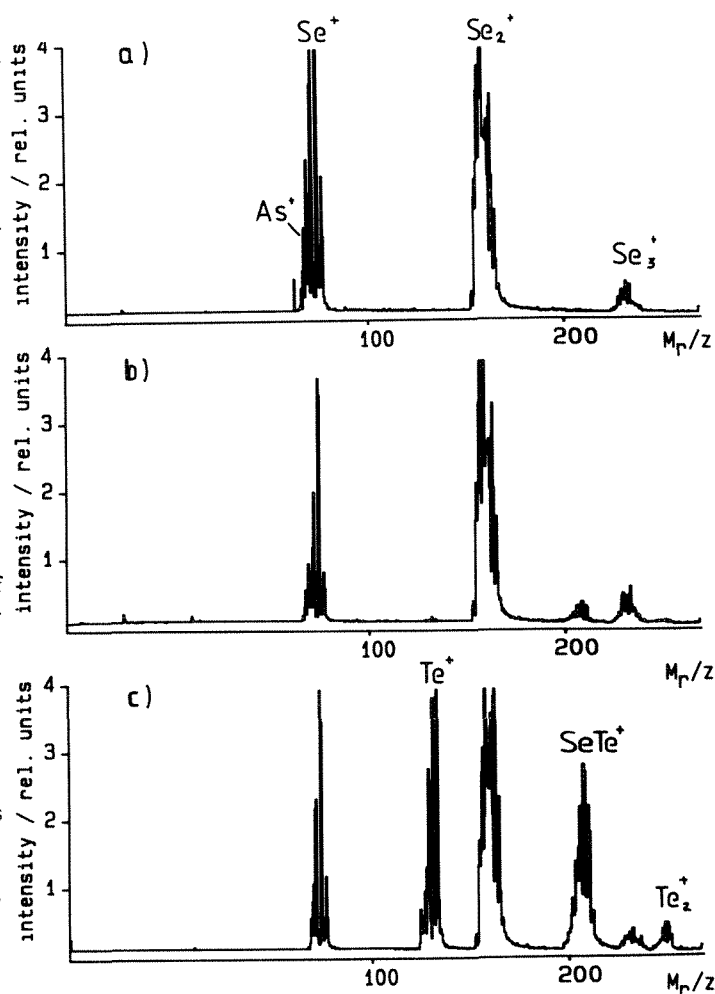 a)
Se⁺
Se₂⁺
As⁺
Se₃⁺
intensity / rel. units
4
3
2
1
100
200
Mᵣ/z
b)
intensity / rel. units
4
3
2
1
100
200
Mᵣ/z
c)
Te⁺
SeTe⁺
Te₂⁺
intensity / rel. units
4
3
2
1
100
200
Mᵣ/z